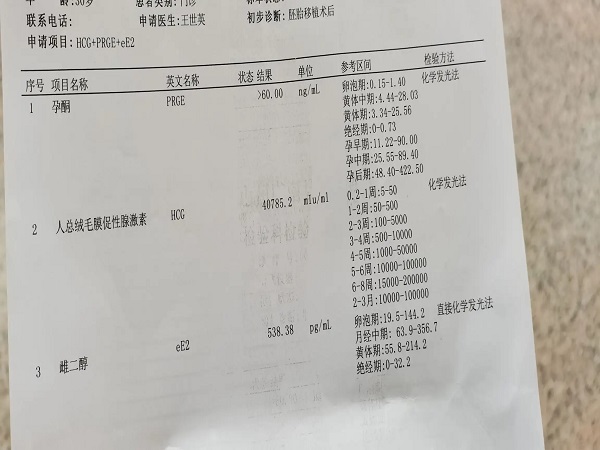 龄:30岁 患者类别:门诊
联系电话: 申请医生:王世英 初步诊断:胚胎移植术后
申请项目:HCG+PRGE+eE2
序号 项目名称 英文名称 状态 结果 单位 参考区间 检验方法
1 孕酮 PRGE >60.00 ng/mL 卵泡期:0.15-1.40 化学发光法
黄体中期:4.44-28.03
黄体期:3.34-25.56
绝经期:0-0.73
孕早期:11.22-90.00
孕中期:25.55-89.40
孕后期:48.40-422.50
2 人总绒毛膜促性腺激素 HCG 40785.2 mIu/ml 0.2-1周:5-50 化学发光法
1-2周:50-500
2-3周:100-5000
3-4周:500-10000
4-5周:1000-50000
5-6周:10000-100000
6-8周:15000-200000
2-3月:10000-100000
3 雌二醇 eE2 538.38 pg/mL 卵泡期:19.5-144.2 直接化学发光法
月经中期: 63.9-356.7
黄体期:55.8-214.2
绝经期:0-32.2